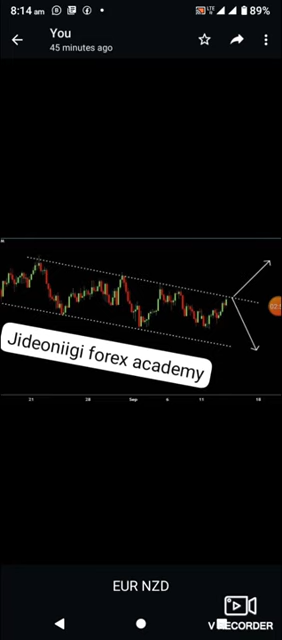 8:14 am
LTE
89%
You
45 minutes ago
Jideoniigi forex academy
21
28
Sep
6
11
18
EUR NZD